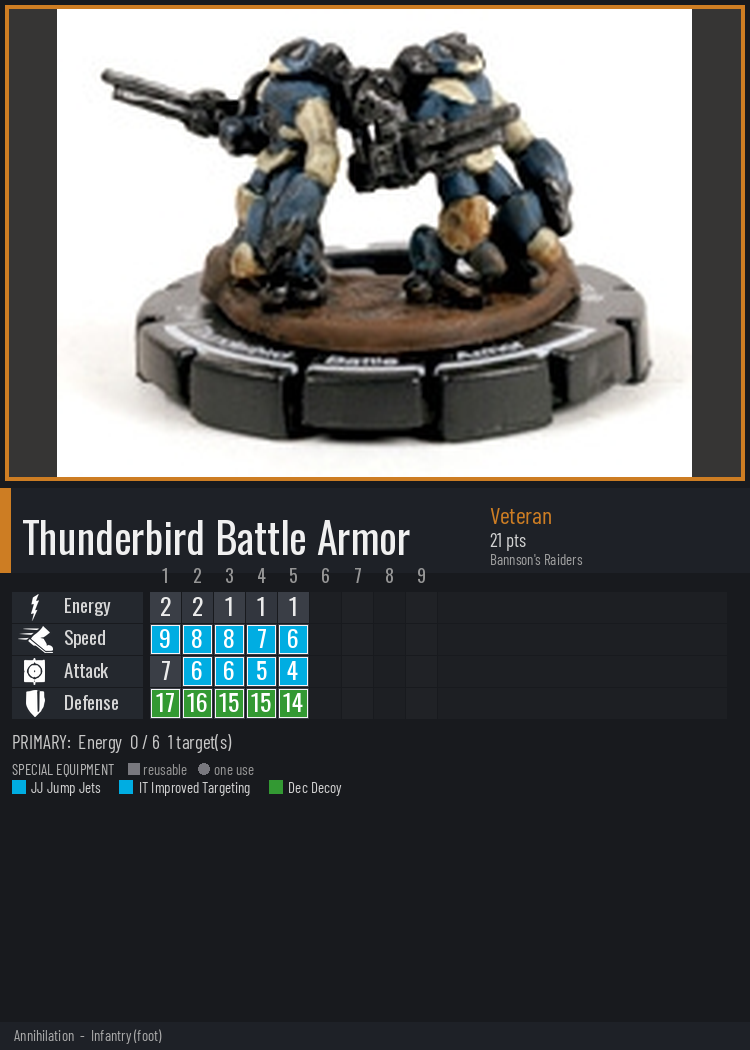 Battle
Thunderbird Battle Armor
Veteran
21 pts
Bannson's Raiders
1 2 3 4 5 6 7 8 9
Energy 2 2 1 1 1
Speed 9 8 8 7 6
Attack 7 6 6 5 4
Defense 17 16 15 15 14
PRIMARY: Energy 0 / 6 1 target(s)
SPECIAL EQUIPMENT reusable one use
JJ Jump Jets IT Improved Targeting Dec Decoy
Annihilation - Infantry (foot)